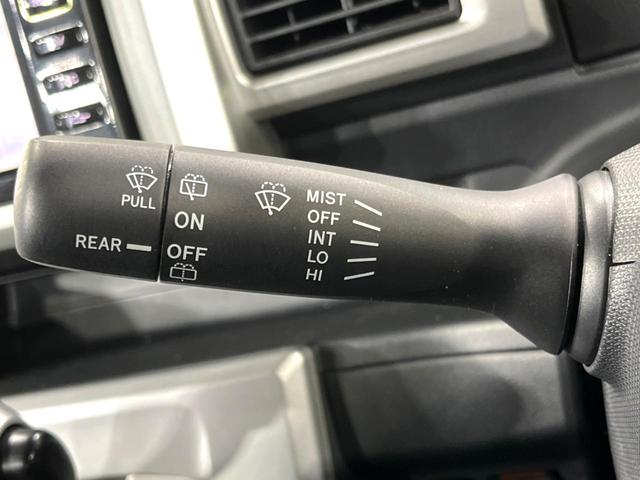 PULL
REAR
ON
OFF
MIST
OFF
INT
LO
HI